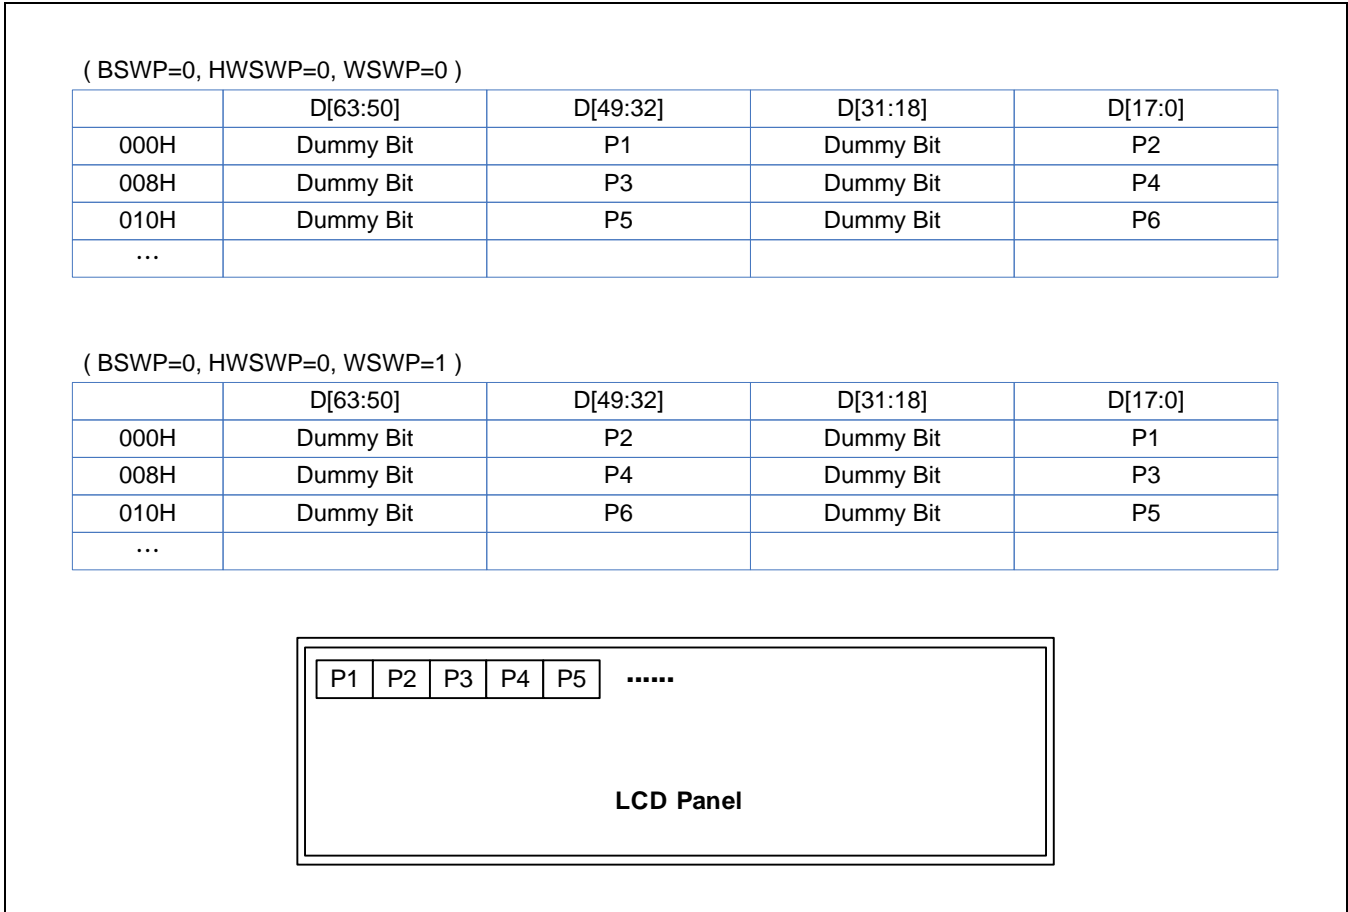 ( BSWP=0, HWSWP=0, WSWP=0 )
D[63:50] D[49:32] D[31:18] D[17:0]
000H Dummy Bit P1 Dummy Bit P2
008H Dummy Bit P3 Dummy Bit P4
010H Dummy Bit P5 Dummy Bit P6
…
( BSWP=0, HWSWP=0, WSWP=1 )
D[63:50] D[49:32] D[31:18] D[17:0]
000H Dummy Bit P2 Dummy Bit P1
008H Dummy Bit P4 Dummy Bit P3
010H Dummy Bit P6 Dummy Bit P5
…
P1 P2 P3 P4 P5 ......
LCD Panel